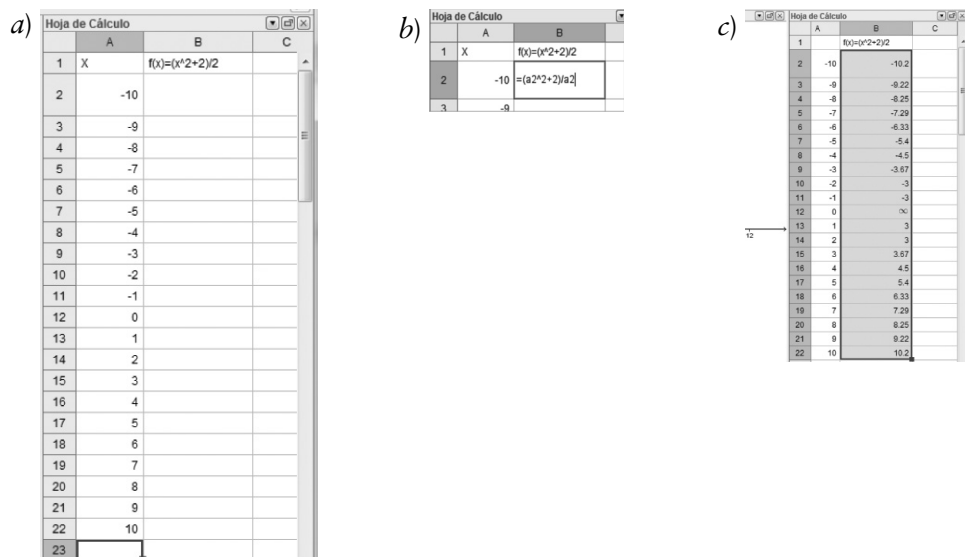 a)
Hoja de Cálculo
A B C
1 X f(x)=(x^2+2)/2
2 -10
3 -9
4 -8
5 -7
6 -6
7 -5
8 -4
9 -3
10 -2
11 -1
12 0
13 1
14 2
15 3
16 4
17 5
18 6
19 7
20 8
21 9
22 10
23
b)
Hoja de Cálculo
A B
1 X f(x)=(x^2+2)/2
2 -10 =(a2^2+2)/a2
3 -9
c)
12
Hoja de Cálculo
A B C
1 f(x)=(x^2+2)/2
2 -10 -10.2
3 -9 -9.22
4 -8 -8.25
5 -7 -7.29
6 -6 -6.33
7 -5 -5.4
8 -4 -4.5
9 -3 -3.67
10 -2 -3
11 -1 -3
12 0 ∞
13 1 3
14 2 3
15 3 3.67
16 4 4.5
17 5 5.4
18 6 6.33
19 7 7.29
20 8 8.25
21 9 9.22
22 10 10.2